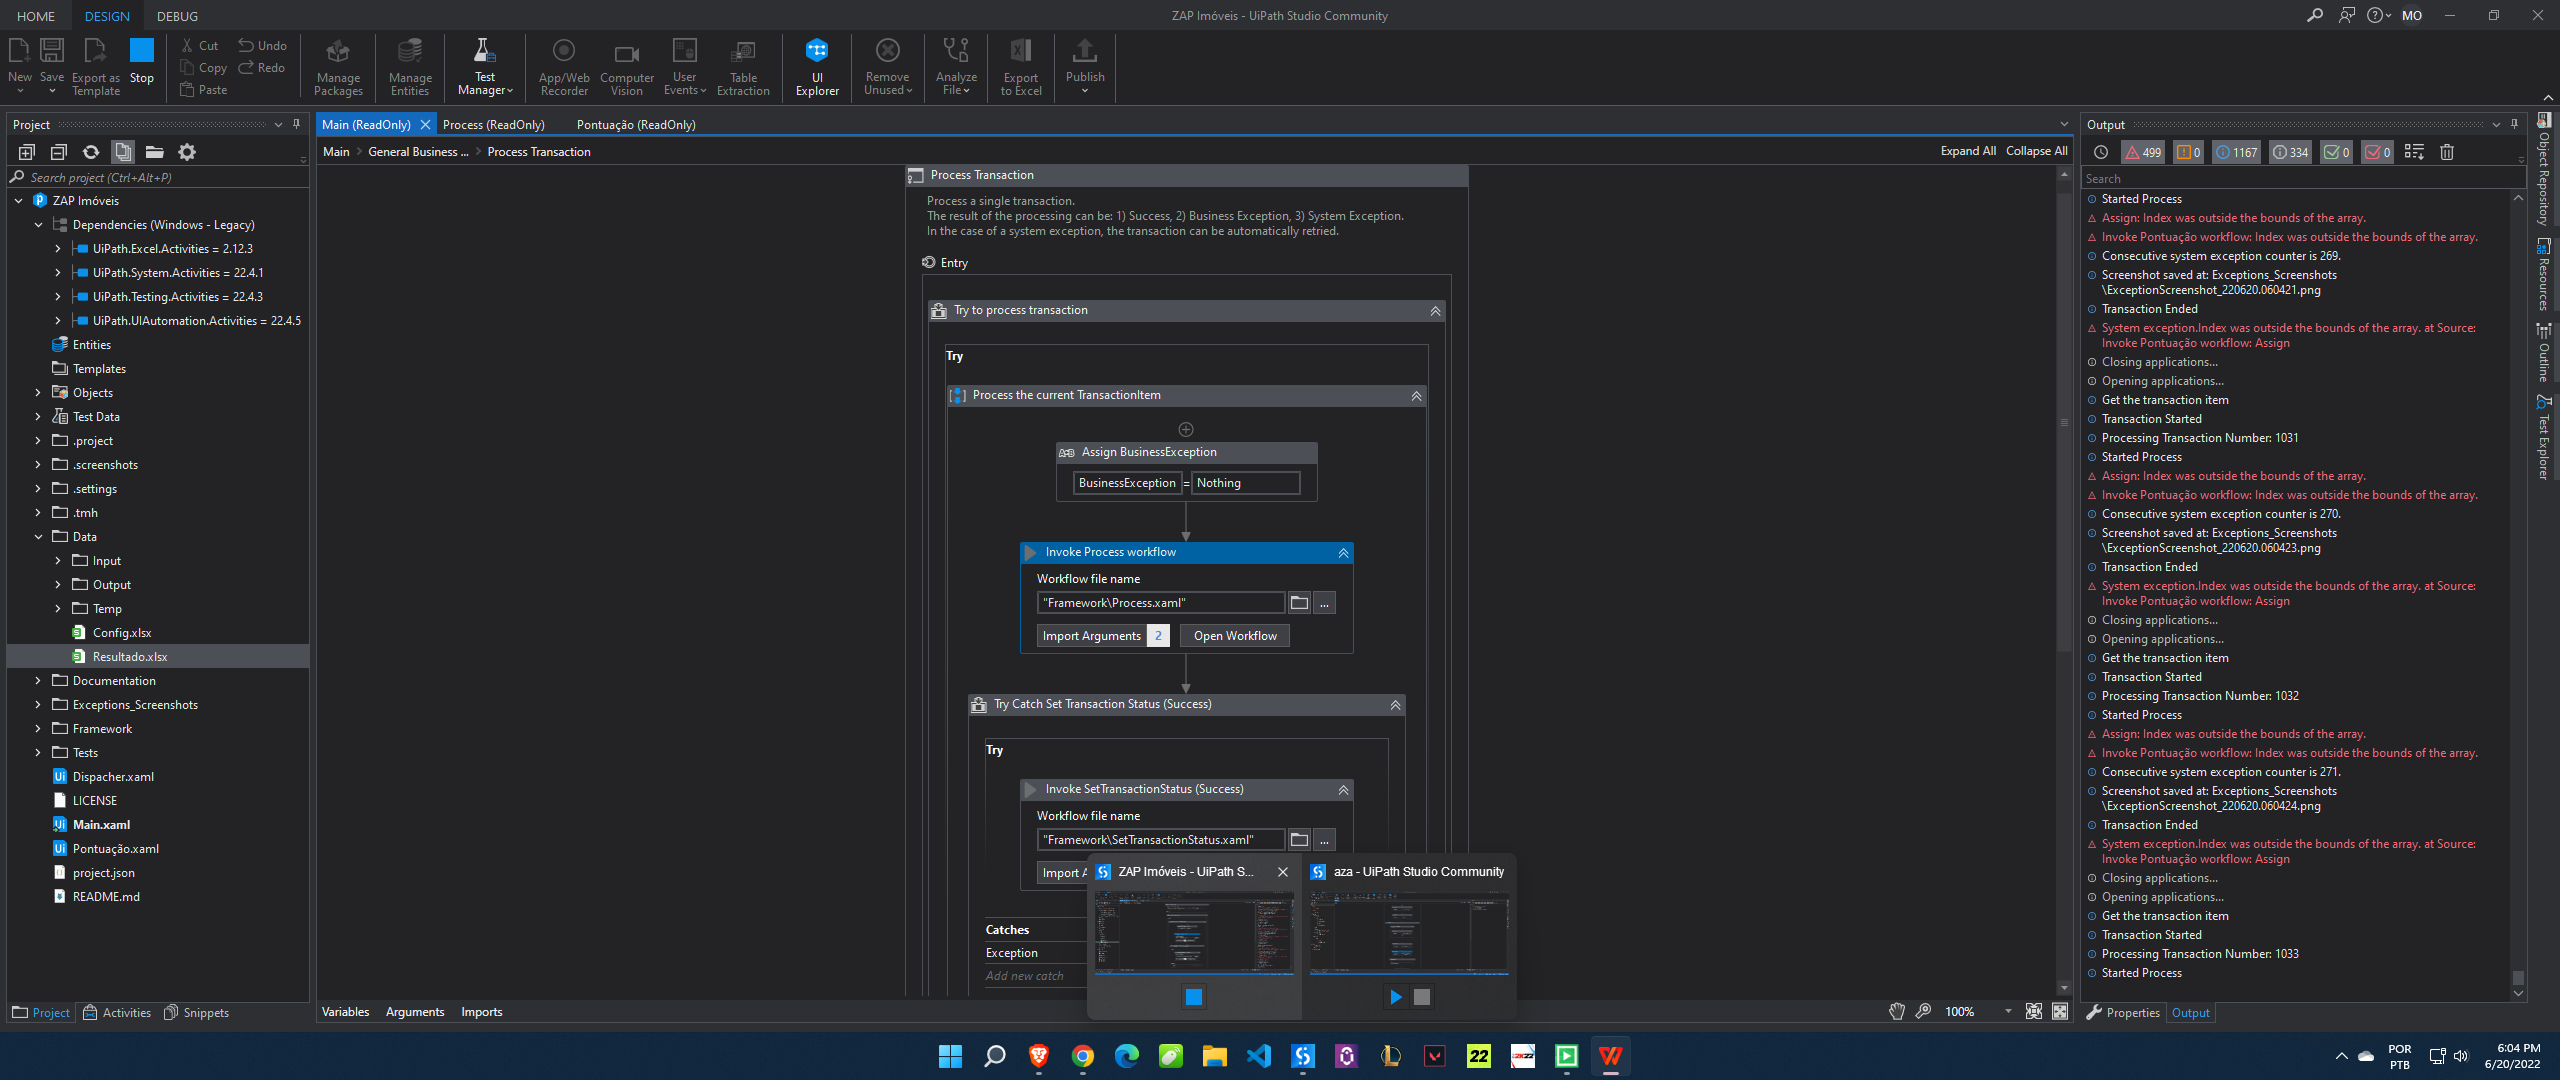 HOME
DESIGN
DEBUG
ZAP Imóveis - UiPath Studio Community
MO
New
Save
Export as
Template
Stop
Cut
Copy
Paste
Undo
Redo
Manage
Packages
Manage
Entities
Test
Manager
App/Web
Recorder
Computer
Vision
User
Events
Table
Extraction
UI
Explorer
Remove
Unused
Analyze
File
Export
to Excel
Publish
Project
Search project (Ctrl+Alt+P)
ZAP Imóveis
Dependencies (Windows - Legacy)
UiPath.Excel.Activities = 2.12.3
UiPath.System.Activities = 22.4.1
UiPath.Testing.Activities = 22.4.3
UiPath.UIAutomation.Activities = 22.4.5
Entities
Templates
Objects
Test Data
.project
.screenshots
.settings
.tmh
Data
Input
Output
Temp
Config.xlsx
Resultado.xlsx
Documentation
Exceptions_Screenshots
Framework
Tests
Dispacher.xaml
LICENSE
Main.xaml
Pontuação.xaml
project.json
README.md
Project
Activities
Snippets
Main (ReadOnly)
Process (ReadOnly)
Pontuação (ReadOnly)
Main > General Business ... > Process Transaction
Expand All
Collapse All
Process Transaction
Process a single transaction.
The result of the processing can be: 1) Success, 2) Business Exception, 3) System Exception.
In the case of a system exception, the transaction can be automatically retried.
Entry
Try to process transaction
Try
Process the current TransactionItem
Assign BusinessException
BusinessException = Nothing
Invoke Process workflow
Workflow file name
"Framework\Process.xaml"
...
Import Arguments 2
Open Workflow
Try Catch Set Transaction Status (Success)
Try
Invoke SetTransactionStatus (Success)
Workflow file name
"Framework\SetTransactionStatus.xaml"
...
Import A
Catches
Exception
Add new catch
ZAP Imóveis - UiPath S...
aza - UiPath Studio Community
Variables
Arguments
Imports
100%
Output
499
0
1167
334
0
0
Search
Started Process
Assign: Index was outside the bounds of the array.
Invoke Pontuação workflow: Index was outside the bounds of the array.
Consecutive system exception counter is 269.
Screenshot saved at: Exceptions_Screenshots
\ExceptionScreenshot_220620.060421.png
Transaction Ended
System exception.Index was outside the bounds of the array. at Source:
Invoke Pontuação workflow: Assign
Closing applications...
Opening applications...
Get the transaction item
Transaction Started
Processing Transaction Number: 1031
Started Process
Assign: Index was outside the bounds of the array.
Invoke Pontuação workflow: Index was outside the bounds of the array.
Consecutive system exception counter is 270.
Screenshot saved at: Exceptions_Screenshots
\ExceptionScreenshot_220620.060423.png
Transaction Ended
System exception.Index was outside the bounds of the array. at Source:
Invoke Pontuação workflow: Assign
Closing applications...
Opening applications...
Get the transaction item
Transaction Started
Processing Transaction Number: 1032
Started Process
Assign: Index was outside the bounds of the array.
Invoke Pontuação workflow: Index was outside the bounds of the array.
Consecutive system exception counter is 271.
Screenshot saved at: Exceptions_Screenshots
\ExceptionScreenshot_220620.060424.png
Transaction Ended
System exception.Index was outside the bounds of the array. at Source:
Invoke Pontuação workflow: Assign
Closing applications...
Opening applications...
Get the transaction item
Transaction Started
Processing Transaction Number: 1033
Started Process
Properties
Output
Object Repository
Resources
Outline
Test Explorer
22
2K22
POR
PTB
6:04 PM
6/20/2022